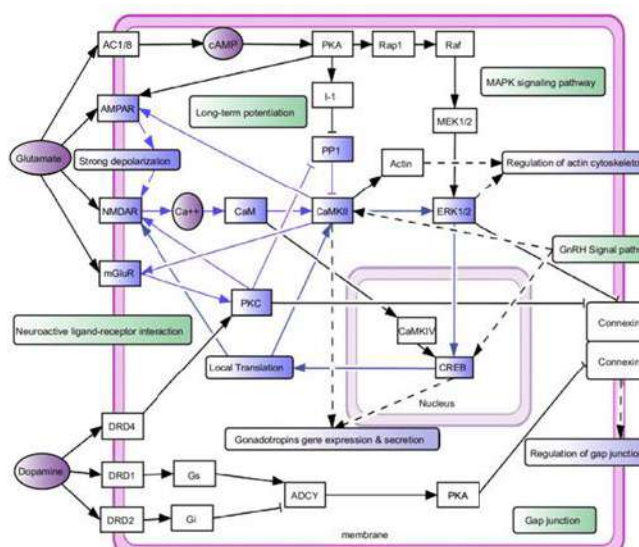 AC1/8
cAMP
PKA
Rap1
Raf
MAPK signaling pathway
I-1
Long-term potentiation
AMPAR
MEK1/2
PP1
Glutamate
Strong depolarization
Actin
Regulation of actin cytoskeleto
NMDAR
Ca++
CaM
CaMKII
ERK1/2
GnRH Signal path
mGluR
PKC
Connexin
Neuroactive ligand-receptor interaction
CaMKIV
Connexin
Local Translation
CREB
Nucleus
DRD4
Gonadotropins gene expression & secretion
Regulation of gap junction
Dopamine
DRD1
Gs
ADCY
PKA
DRD2
Gi
Gap junction
membrane